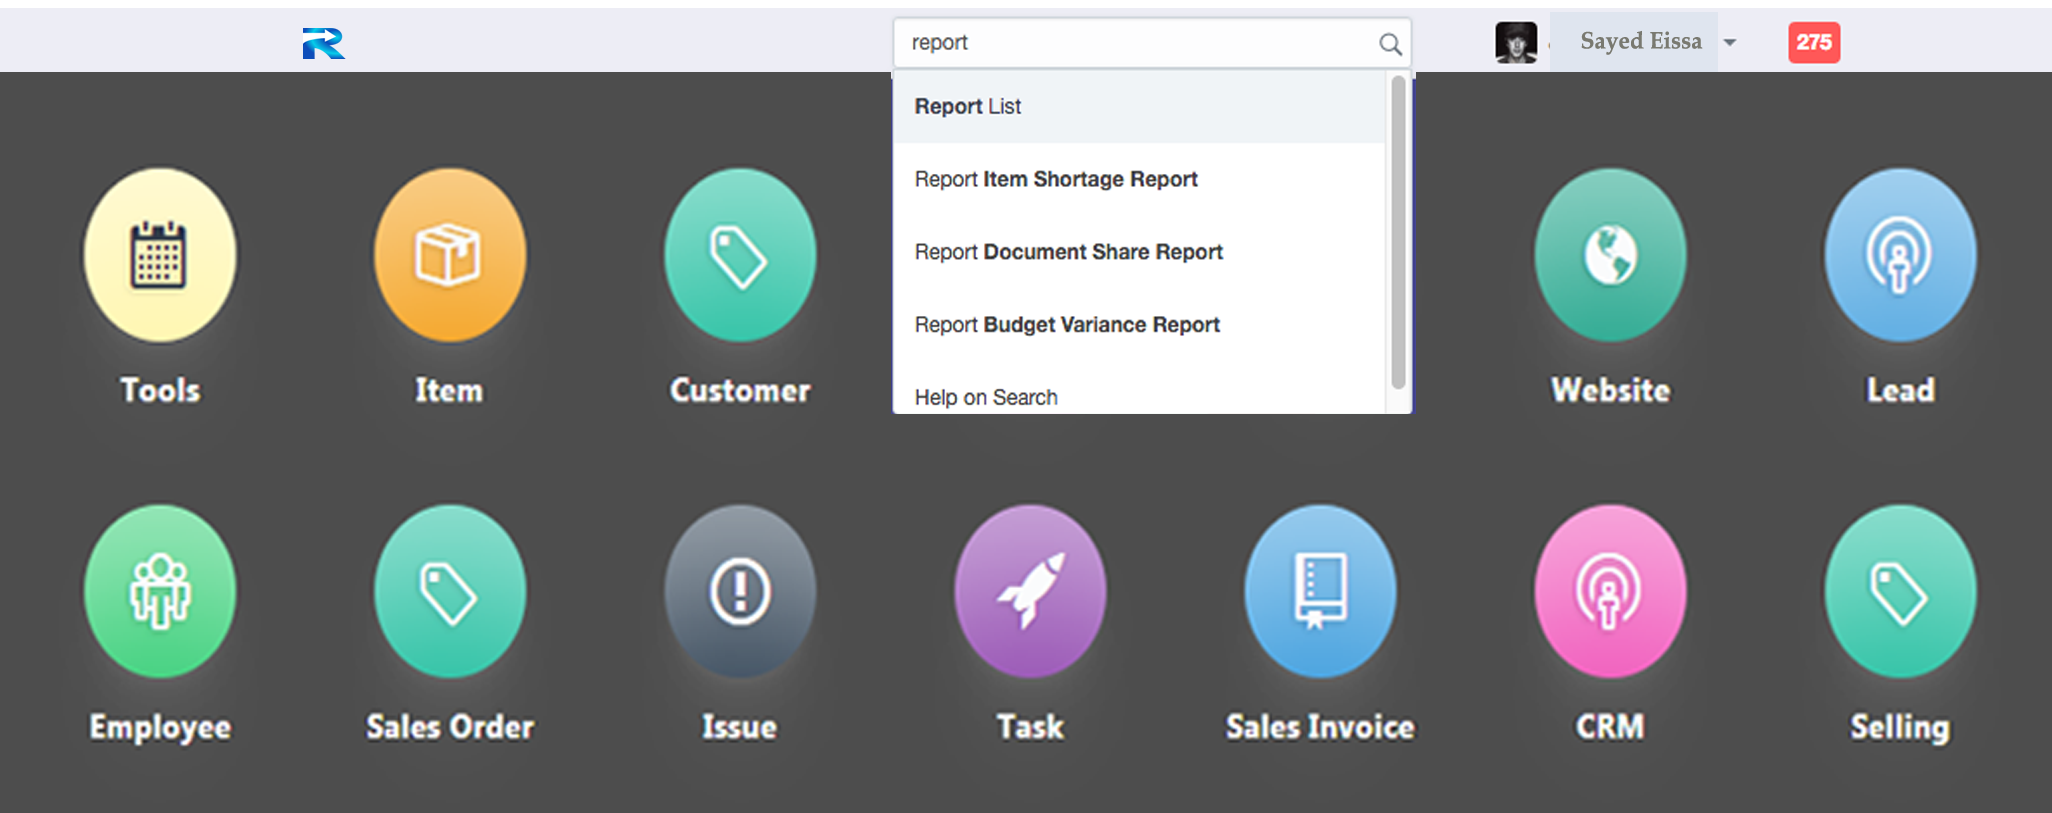 report
Sayed Eissa
275
Report List
Report Item Shortage Report
Report Document Share Report
Report Budget Variance Report
Help on Search
Tools
Item
Customer
Website
Lead
Employee
Sales Order
Issue
Task
Sales Invoice
CRM
Selling